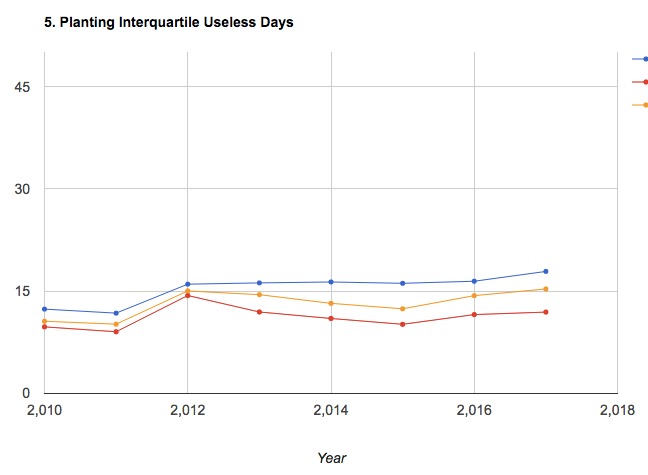 5. Planting Interquartile Useless Days
45
30
15
0
2,010 2,012 2,014 2,016 2,018
Year